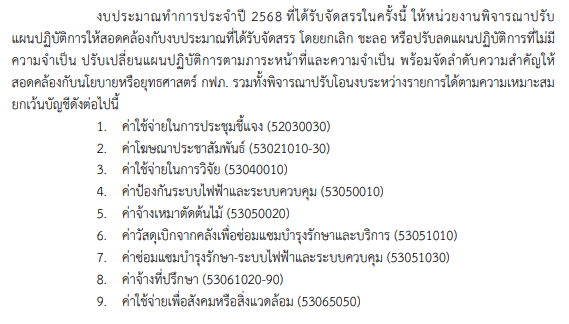 งบประมาณทำการประจำปี 2568 ที่ได้รับจัดสรรในครั้งนี้ ให้หน่วยงานพิจารณาปรับ
แผนปฏิบัติการให้สอดคล้องกับงบประมาณที่ได้รับจัดสรร โดยยกเลิก ชะลอ หรือปรับลดแผนปฏิบัติการที่ไม่มี
ความจำเป็น ปรับเปลี่ยนแผนปฏิบัติการตามภาระหน้าที่และความจำเป็น พร้อมจัดลำดับความสำคัญให้
สอดคล้องกับนโยบายหรือยุทธศาสตร์ กฟภ. รวมทั้งพิจารณาปรับโอนงบระหว่างรายการได้ตามความเหมาะสม
ยกเว้นบัญชีดังต่อไปนี้
1. ค่าใช้จ่ายในการประชุมชี้แจง (52030030)
2. ค่าโฆษณาประชาสัมพันธ์ (53021010-30)
3. ค่าใช้จ่ายในการวิจัย (53040010)
4. ค่าป้องกันระบบไฟฟ้าและระบบควบคุม (53050010)
5. ค่าจ้างเหมาตัดต้นไม้ (53050020)
6. ค่าวัสดุเบิกจากคลังเพื่อซ่อมแซมบำรุงรักษาและบริการ (53051010)
7. ค่าซ่อมแซมบำรุงรักษา-ระบบไฟฟ้าและระบบควบคุม (53051030)
8. ค่าจ้างที่ปรึกษา (53061020-90)
9. ค่าใช้จ่ายเพื่อสังคมหรือสิ่งแวดล้อม (53065050)